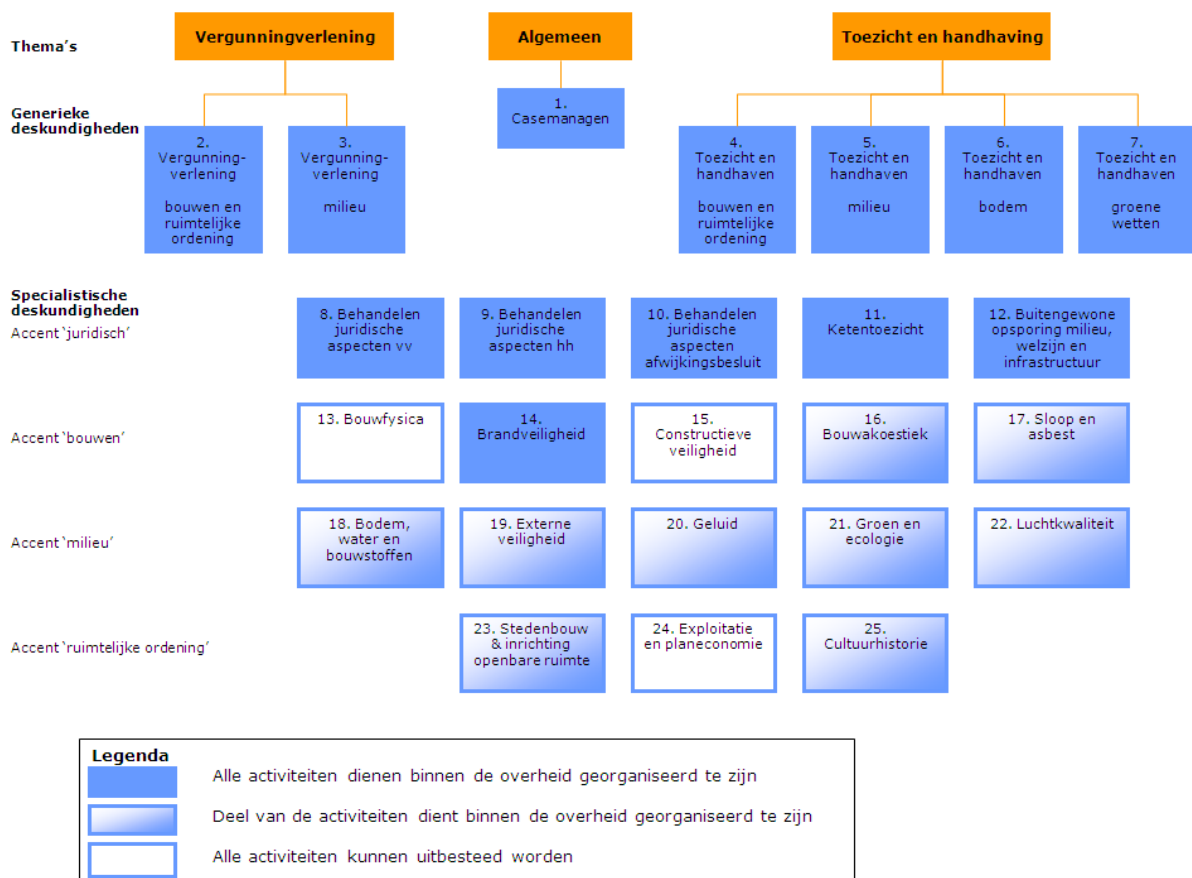 Thema's
Vergunningverlening
Algemeen
Toezicht en handhaving
Generieke
deskundigheden
1.
Casemanagen
2.
Vergunning-
verlening
bouwen en
ruimtelijke
ordening
3.
Vergunning-
verlening
milieu
4.
Toezicht en
handhaven
bouwen en
ruimtelijke
ordening
5.
Toezicht en
handhaven
milieu
6.
Toezicht en
handhaven
bodem
7.
Toezicht en
handhaven
groene
wetten
Specialistische
deskundigheden
Accent 'juridisch'
8. Behandelen
juridische
aspecten vv
9. Behandelen
juridische
aspecten hh
10. Behandelen
juridische
aspecten
afwijkingsbesluit
11.
Ketentoezicht
12. Buitengewone
opsporing milieu,
welzijn en
infrastructuur
Accent 'bouwen'
13. Bouwfysica
14.
Brandveiligheid
15.
Constructieve
veiligheid
16.
Bouwakoestiek
17. Sloop en
asbest
Accent 'milieu'
18. Bodem,
water en
bouwstoffen
19. Externe
veiligheid
20. Geluid
21. Groen en
ecologie
22. Luchtkwaliteit
Accent 'ruimtelijke ordening'
23. Stedenbouw
& inrichting
openbare ruimte
24. Exploitatie
en planeconomie
25.
Cultuurhistorie
Legenda
Alle activiteiten dienen binnen de overheid georganiseerd te zijn
Deel van de activiteiten dient binnen de overheid georganiseerd te zijn
Alle activiteiten kunnen uitbesteed worden